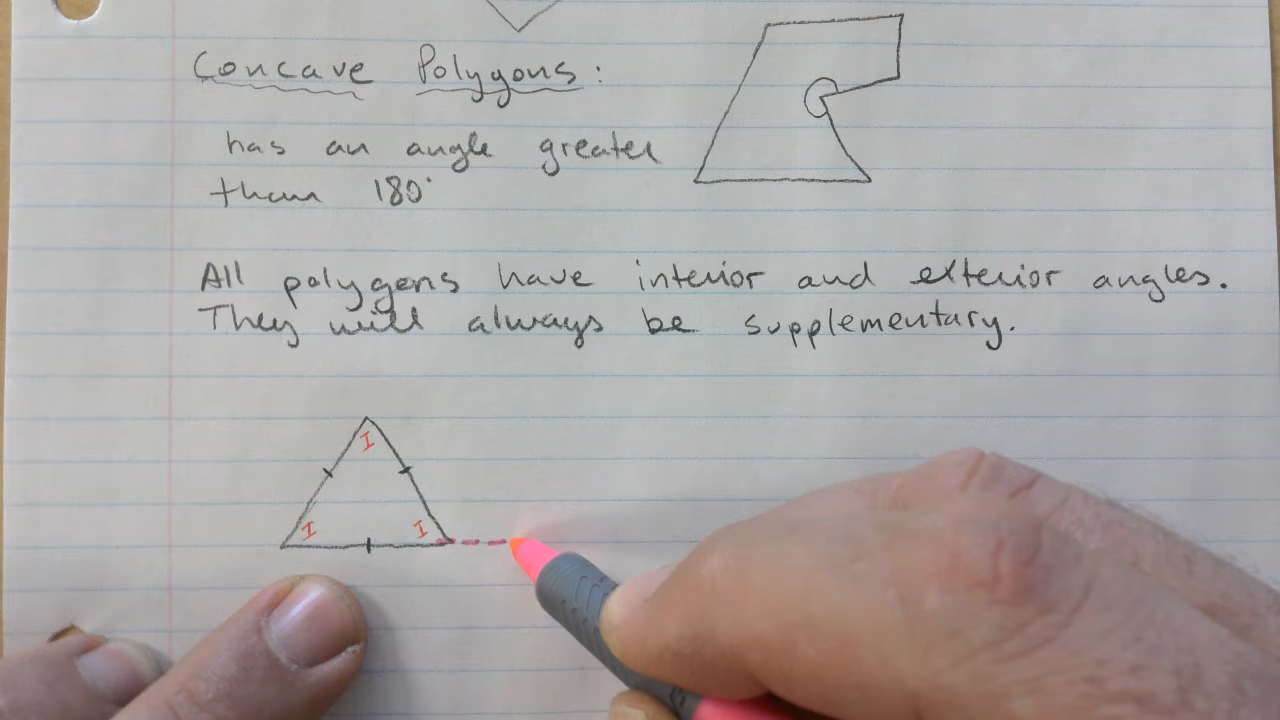 Concave Polygons:
has an angle greater
than 180°
All polygons have interior and exterior angles.
They will always be supplementary.
I
I I